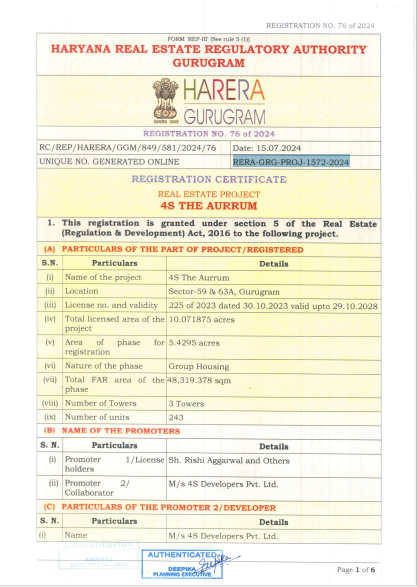 REGISTRATION NO. 76 of 2024
FORM 'REP-III' [See rule 5 (1)]
HARYANA REAL ESTATE REGULATORY AUTHORITY
GURUGRAM
HARERA
GURUGRAM
REGISTRATION NO. 76 of 2024
RC/REP/HARERA/GGM/849/581/2024/76 Date: 15.07.2024
UNIQUE NO. GENERATED ONLINE RERA-GRG-PROJ-1572-2024
REGISTRATION CERTIFICATE
REAL ESTATE PROJECT
4S THE AURRUM
1. This registration is granted under section 5 of the Real Estate
(Regulation & Development) Act, 2016 to the following project.
(A) PARTICULARS OF THE PART OF PROJECT/REGISTERED
S.N. Particulars Details
(i) Name of the project 4S The Aurrum
(ii) Location Sector-59 & 63A, Gurugram
(iii) License no. and validity 225 of 2023 dated 30.10.2023 valid upto 29.10.2028
(iv) Total licensed area of the 10.071875 acres
project
(v) Area of phase for 5.4295 acres
registration
(vi) Nature of the phase Group Housing
(vii) Total FAR area of the 48,319.378 sqm
phase
(viii) Number of Towers 3 Towers
(ix) Number of units 243
(B) NAME OF THE PROMOTERS
S. N. Particulars Details
(i) Promoter 1/License Sh. Rishi Aggarwal and Others
holders
(ii) Promoter 2/ M/s 4S Developers Pvt. Ltd.
Collaborator
(C) PARTICULARS OF THE PROMOTER 2/DEVELOPER
S. N. Particulars Details
(i) Name M/s 4S Developers Pvt. Ltd.
AUTHENTICATED
DEEPIKA
PLANNING EXECUTIVE
Page 1 of 6